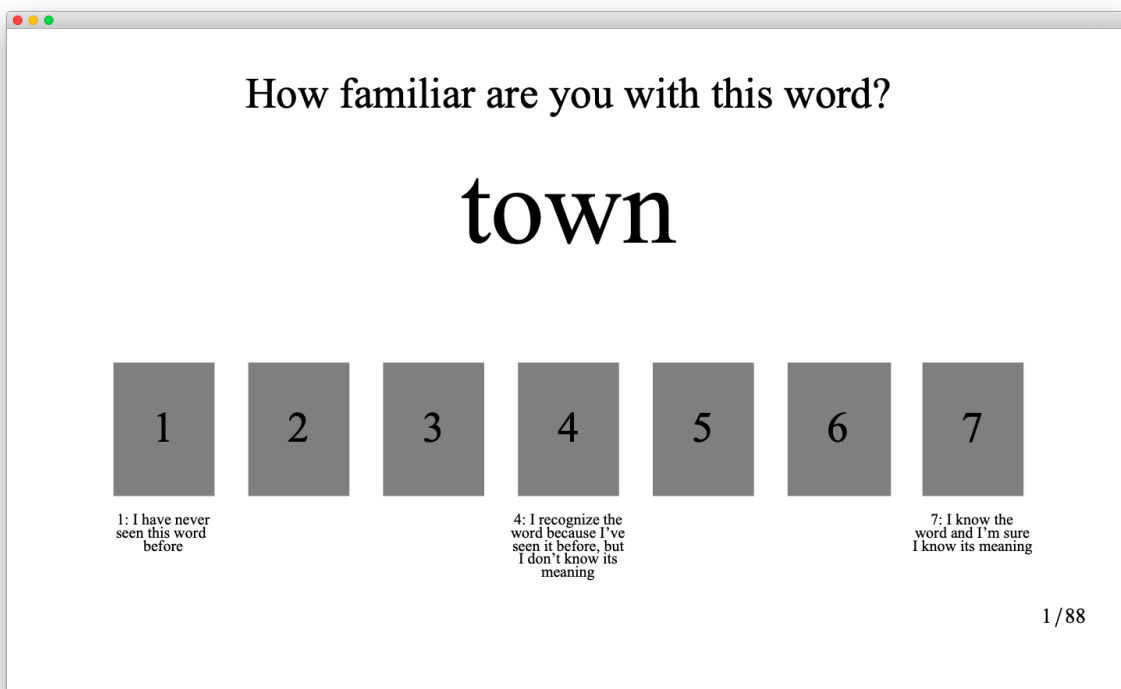 How familiar are you with this word?
town
1 2 3 4 5 6 7
1: I have never
seen this word
before
4: I recognize the
word because I’ve
seen it before, but
I don’t know its
meaning
7: I know the
word and I’m sure
I know its meaning
1/88